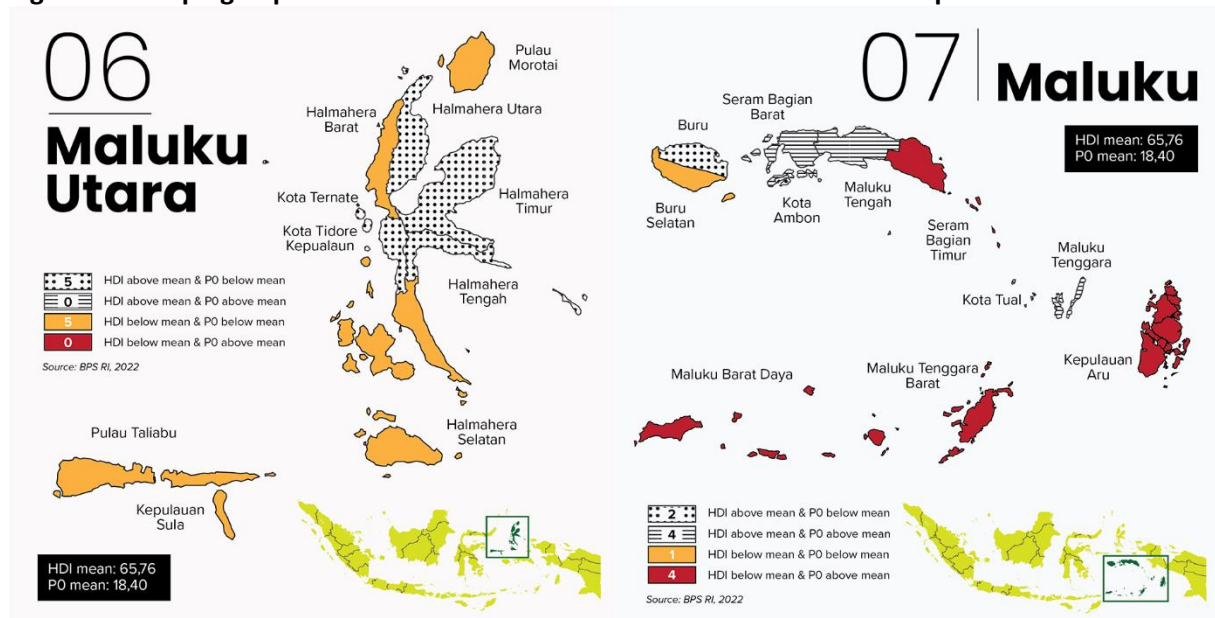 06
Maluku
Utara
Pulau
Morotai
Halmahera Utara
Halmahera
Barat
Kota Ternate
Halmahera
Timur
Kota Tidore
Kepualaun
Halmahera
Tengah
5 HDI above mean & P0 below mean
0 HDI above mean & P0 above mean
5 HDI below mean & P0 below mean
0 HDI below mean & P0 above mean
Source: BPS RI, 2022
Pulau Taliabu
Halmahera
Selatan
Kepulauan
Sula
HDI mean: 65,76
P0 mean: 18,40
07 Maluku
HDI mean: 65,76
P0 mean: 18,40
Seram Bagian
Barat
Buru
Buru
Selatan
Kota
Ambon
Maluku
Tengah
Seram
Bagian
Timur
Maluku
Tenggara
Kota Tual
Kepulauan
Aru
Maluku Barat Daya
Maluku Tenggara
Barat
2 HDI above mean & P0 below mean
4 HDI above mean & P0 above mean
1 HDI below mean & P0 below mean
4 HDI below mean & P0 above mean
Source: BPS RI, 2022